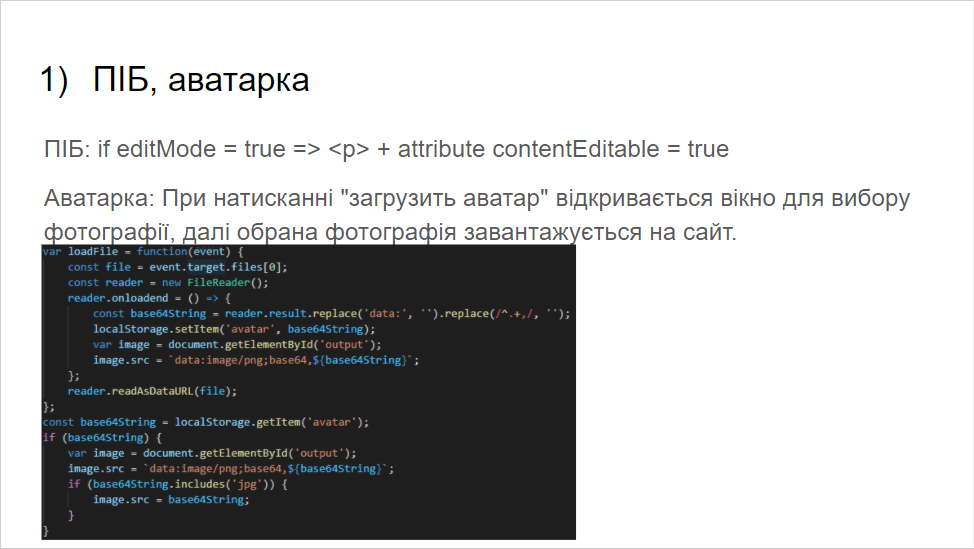 1) ПІБ, аватарка
ПІБ: if editMode = true => <p> + attribute contentEditable = true
Аватарка: При натисканні "загрузить аватар" відкривається вікно для вибору
фотографії, далі обрана фотографія завантажується на сайт.
var loadFile = function(event) {
    const file = event.target.files[0];
    const reader = new FileReader();
    reader.onloadend = () => {
        const base64String = reader.result.replace('data:', '').replace(/^.+,/, '');
        localStorage.setItem('avatar', base64String);
        var image = document.getElementById('output');
        image.src = `data:image/png;base64,${base64String}`;
    };
    reader.readAsDataURL(file);
};
const base64String = localStorage.getItem('avatar');
if (base64String) {
    var image = document.getElementById('output');
    image.src = `data:image/png;base64,${base64String}`;
    if (base64String.includes('jpg')) {
        image.src = base64String;
    }
}